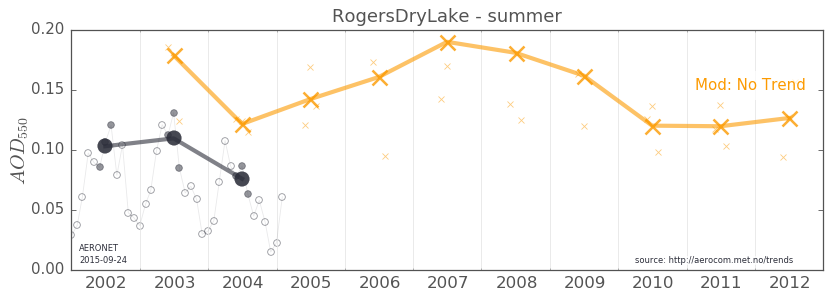 RogersDryLake - summer
0.20
0.15
0.10
0.05
0.00
AOD550
Mod: No Trend
AERONET
2015-09-24
source: http://aerocom.met.no/trends
2002 2003 2004 2005 2006 2007 2008 2009 2010 2011 2012